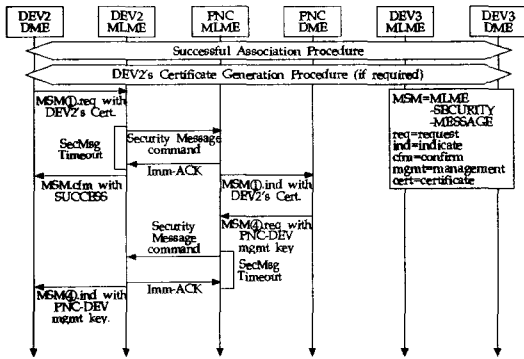 DEV2
DME
DEV2
MLME
PNC
MLME
PNC
DME
DEV3
MLME
DEV3
DME
Successful Association Procedure
DEV2's Certificate Generation Procedure (if required)
MSM①.req with
DEV2's Cert.
SecMsg
Timeout
Security Message
command
Imm-ACK
MSM.cfm with
SUCCESS
MSM①.ind with
DEV2's Cert.
MSM④.req with
PNC-DEV
mgmt key
Security
Message
command
SecMsg
Timeout
Imm-ACK
MSM④.ind with
PNC-DEV
mgmt key.
MSM=MLME
-SECURITY
-MESSAGE
req=request
ind=indicate
cfm=confirm
mgmt=management
cert=certificate